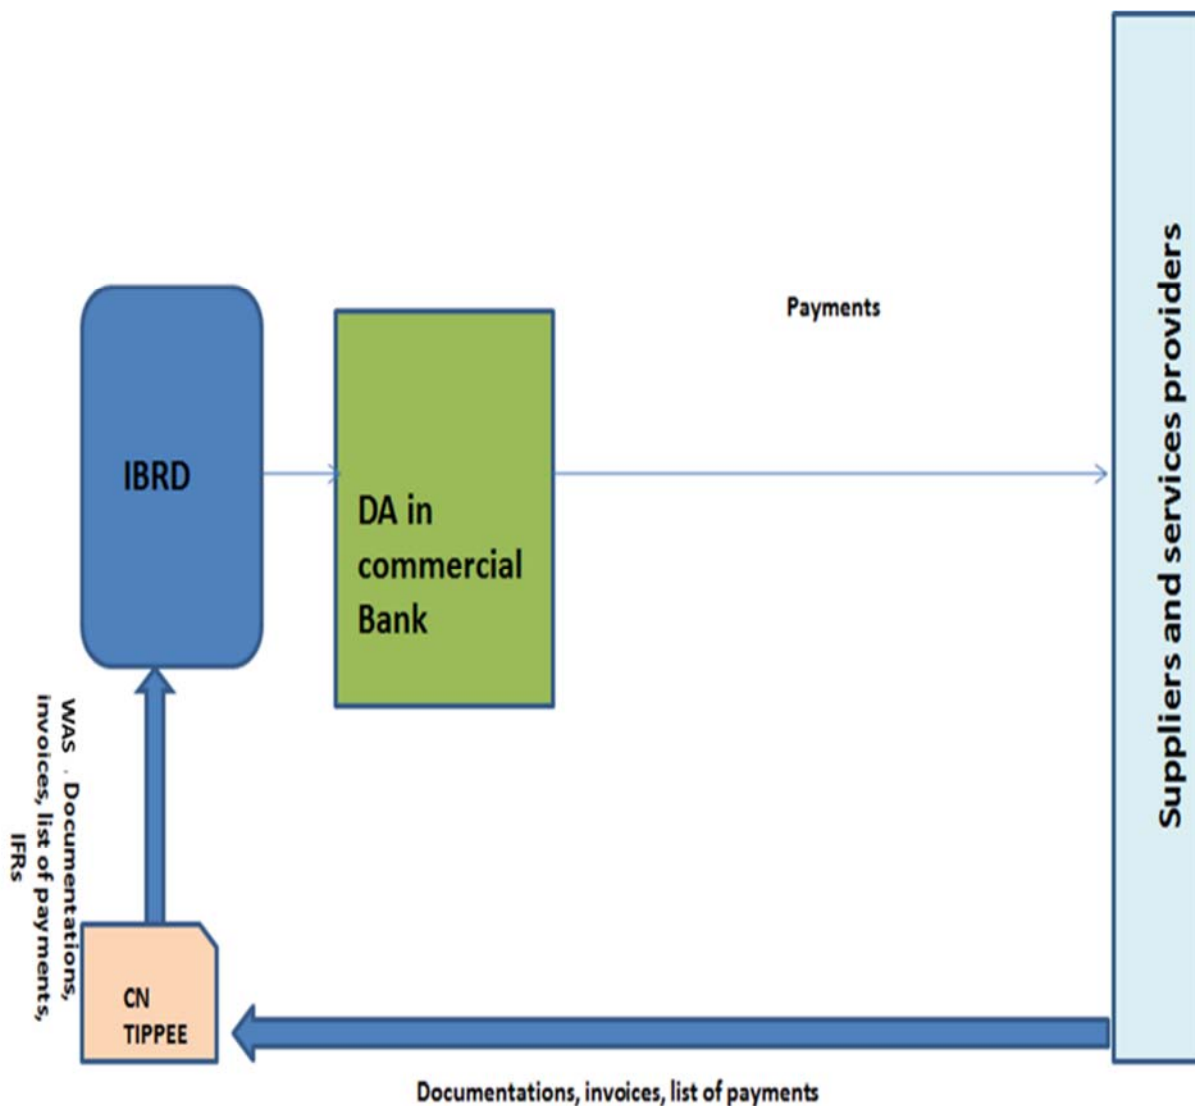 Payments
IBRD
DA in
commercial
Bank
Suppliers and services providers
WAS . Documentations,
invoices, list of payments,
IFRs
CN
TIPPEE
Documentations, invoices, list of payments